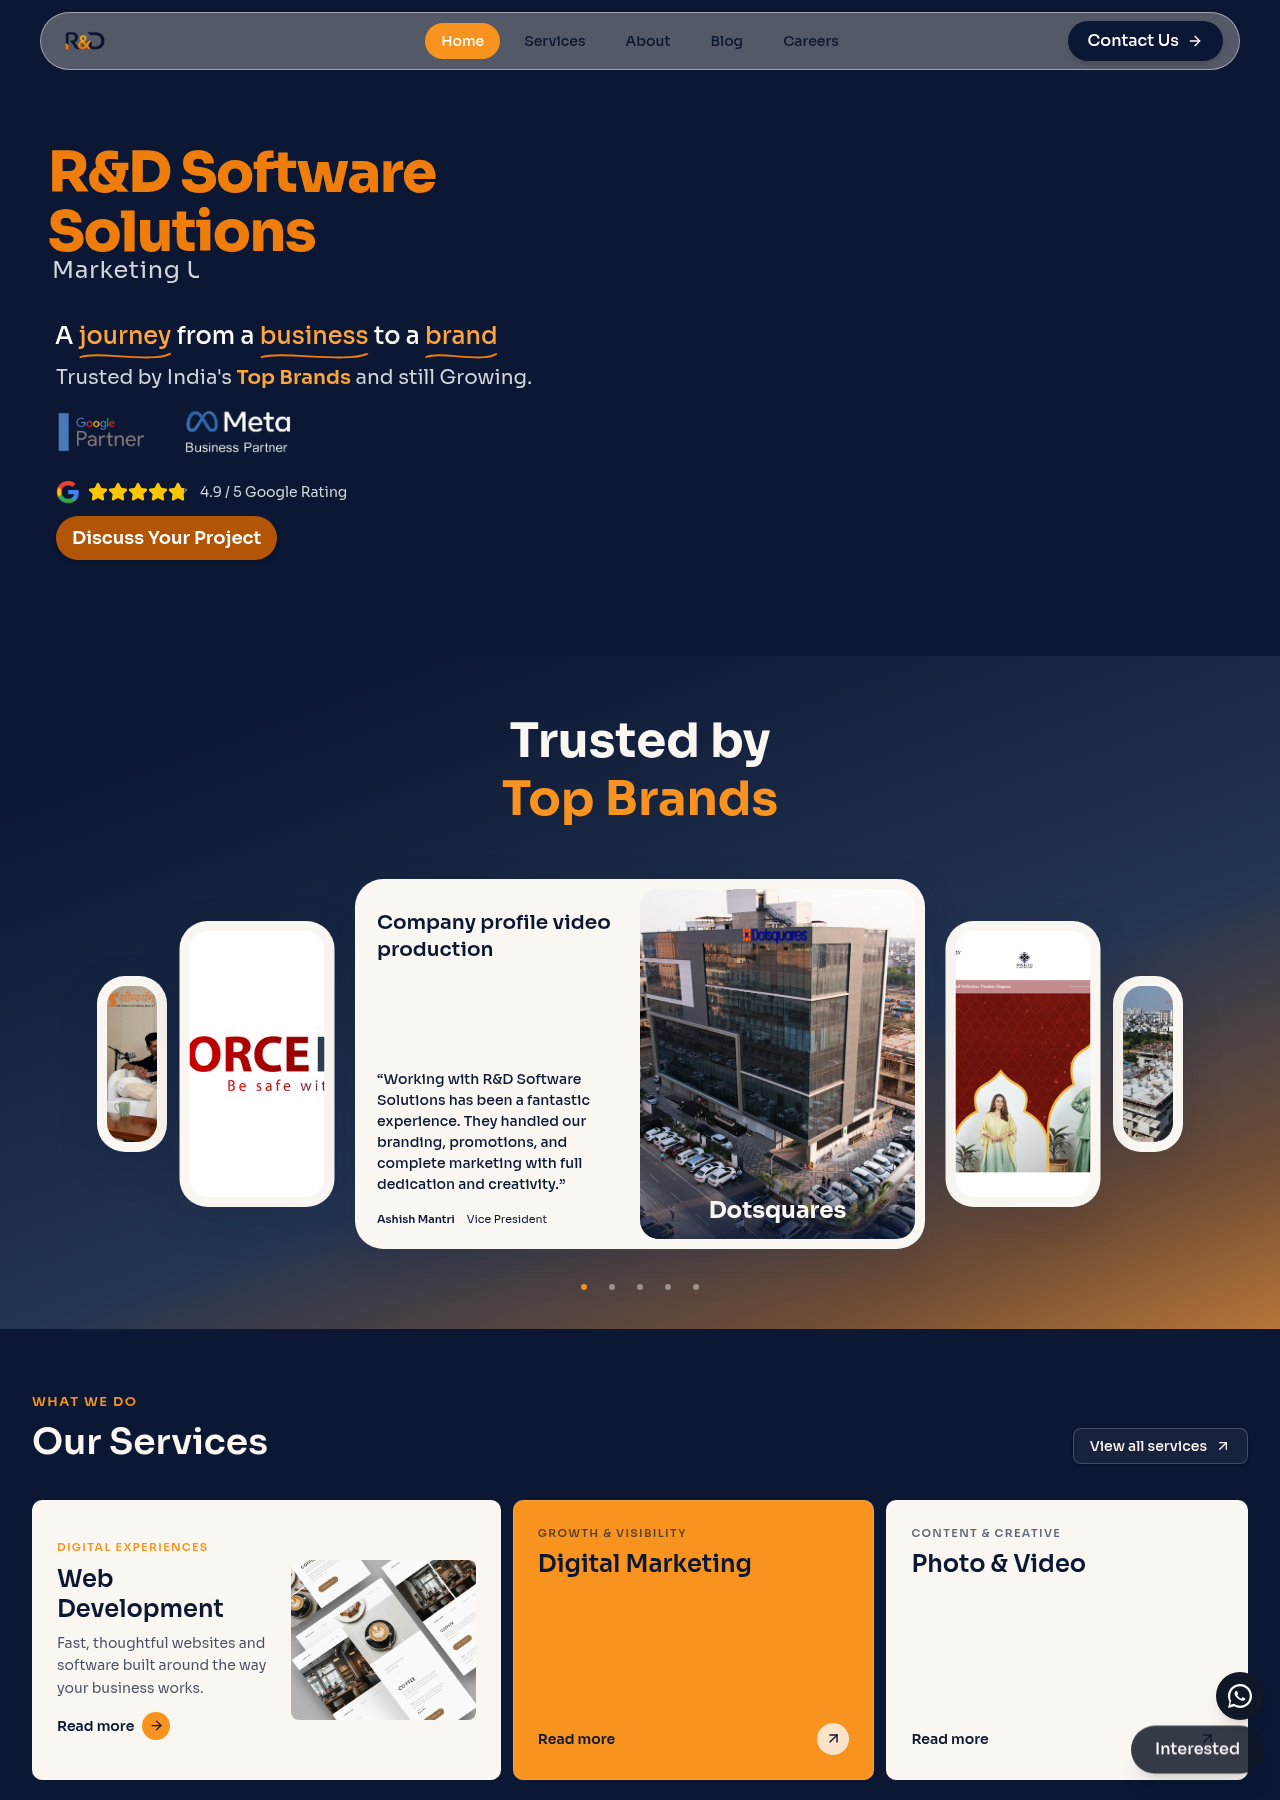 R&D
Home
Services
About
Blog
Careers
Contact Us
R&D Software
Solutions
Marketing
A journey from a business to a brand
Trusted by India's Top Brands and still Growing.
Google
Partner
Meta
Business Partner
4.9 / 5 Google Rating
Discuss Your Project
Trusted by
Top Brands
ORCE
Be safe wit
Company profile video
production
“Working with R&D Software
Solutions has been a fantastic
experience. They handled our
branding, promotions, and
complete marketing with full
dedication and creativity.”
Ashish Mantri Vice President
Dotsquares
Dotsquares
WHAT WE DO
Our Services
View all services
DIGITAL EXPERIENCES
Web
Development
Fast, thoughtful websites and
software built around the way
your business works.
Read more
COFFEE
GROWTH & VISIBILITY
Digital Marketing
Read more
CONTENT & CREATIVE
Photo & Video
Read more
Interested